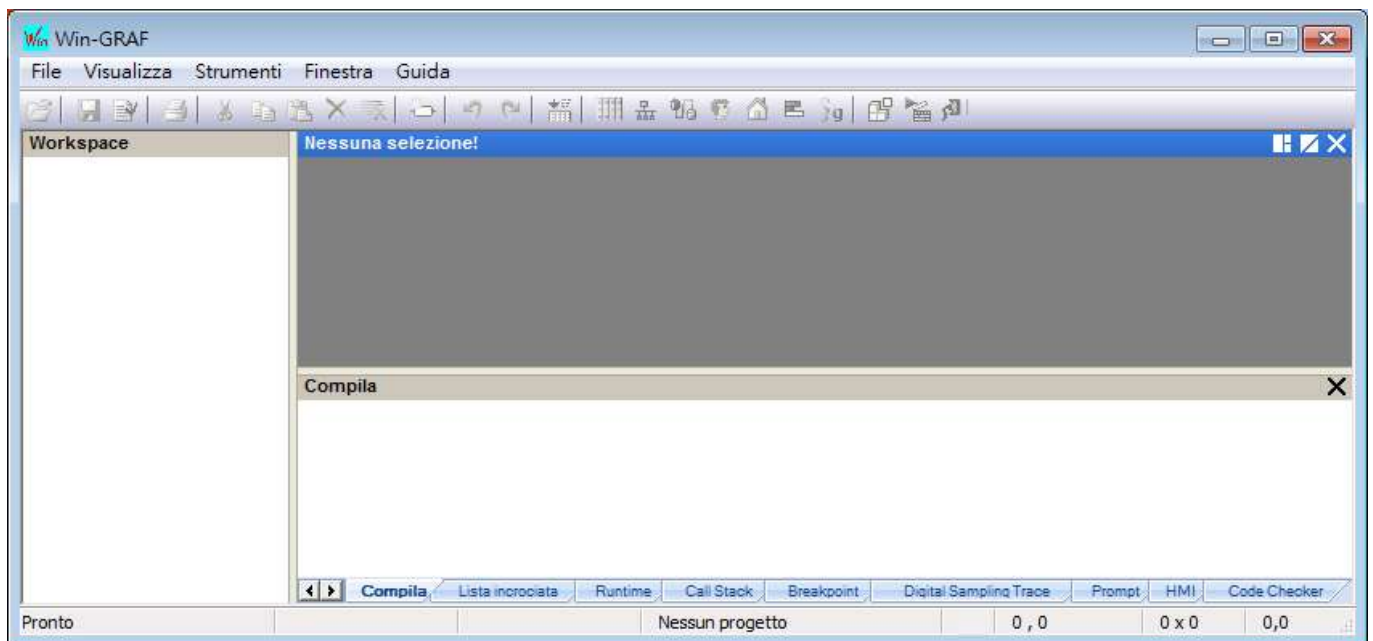 Win Win-GRAF
File Visualizza Strumenti Finestra Guida
Workspace
Nessuna selezione!
Compila
Compila Lista incrociata Runtime Call Stack Breakpoint Digital Sampling Trace Prompt HMI Code Checker
Pronto Nessun progetto 0 , 0 0 x 0 0,0